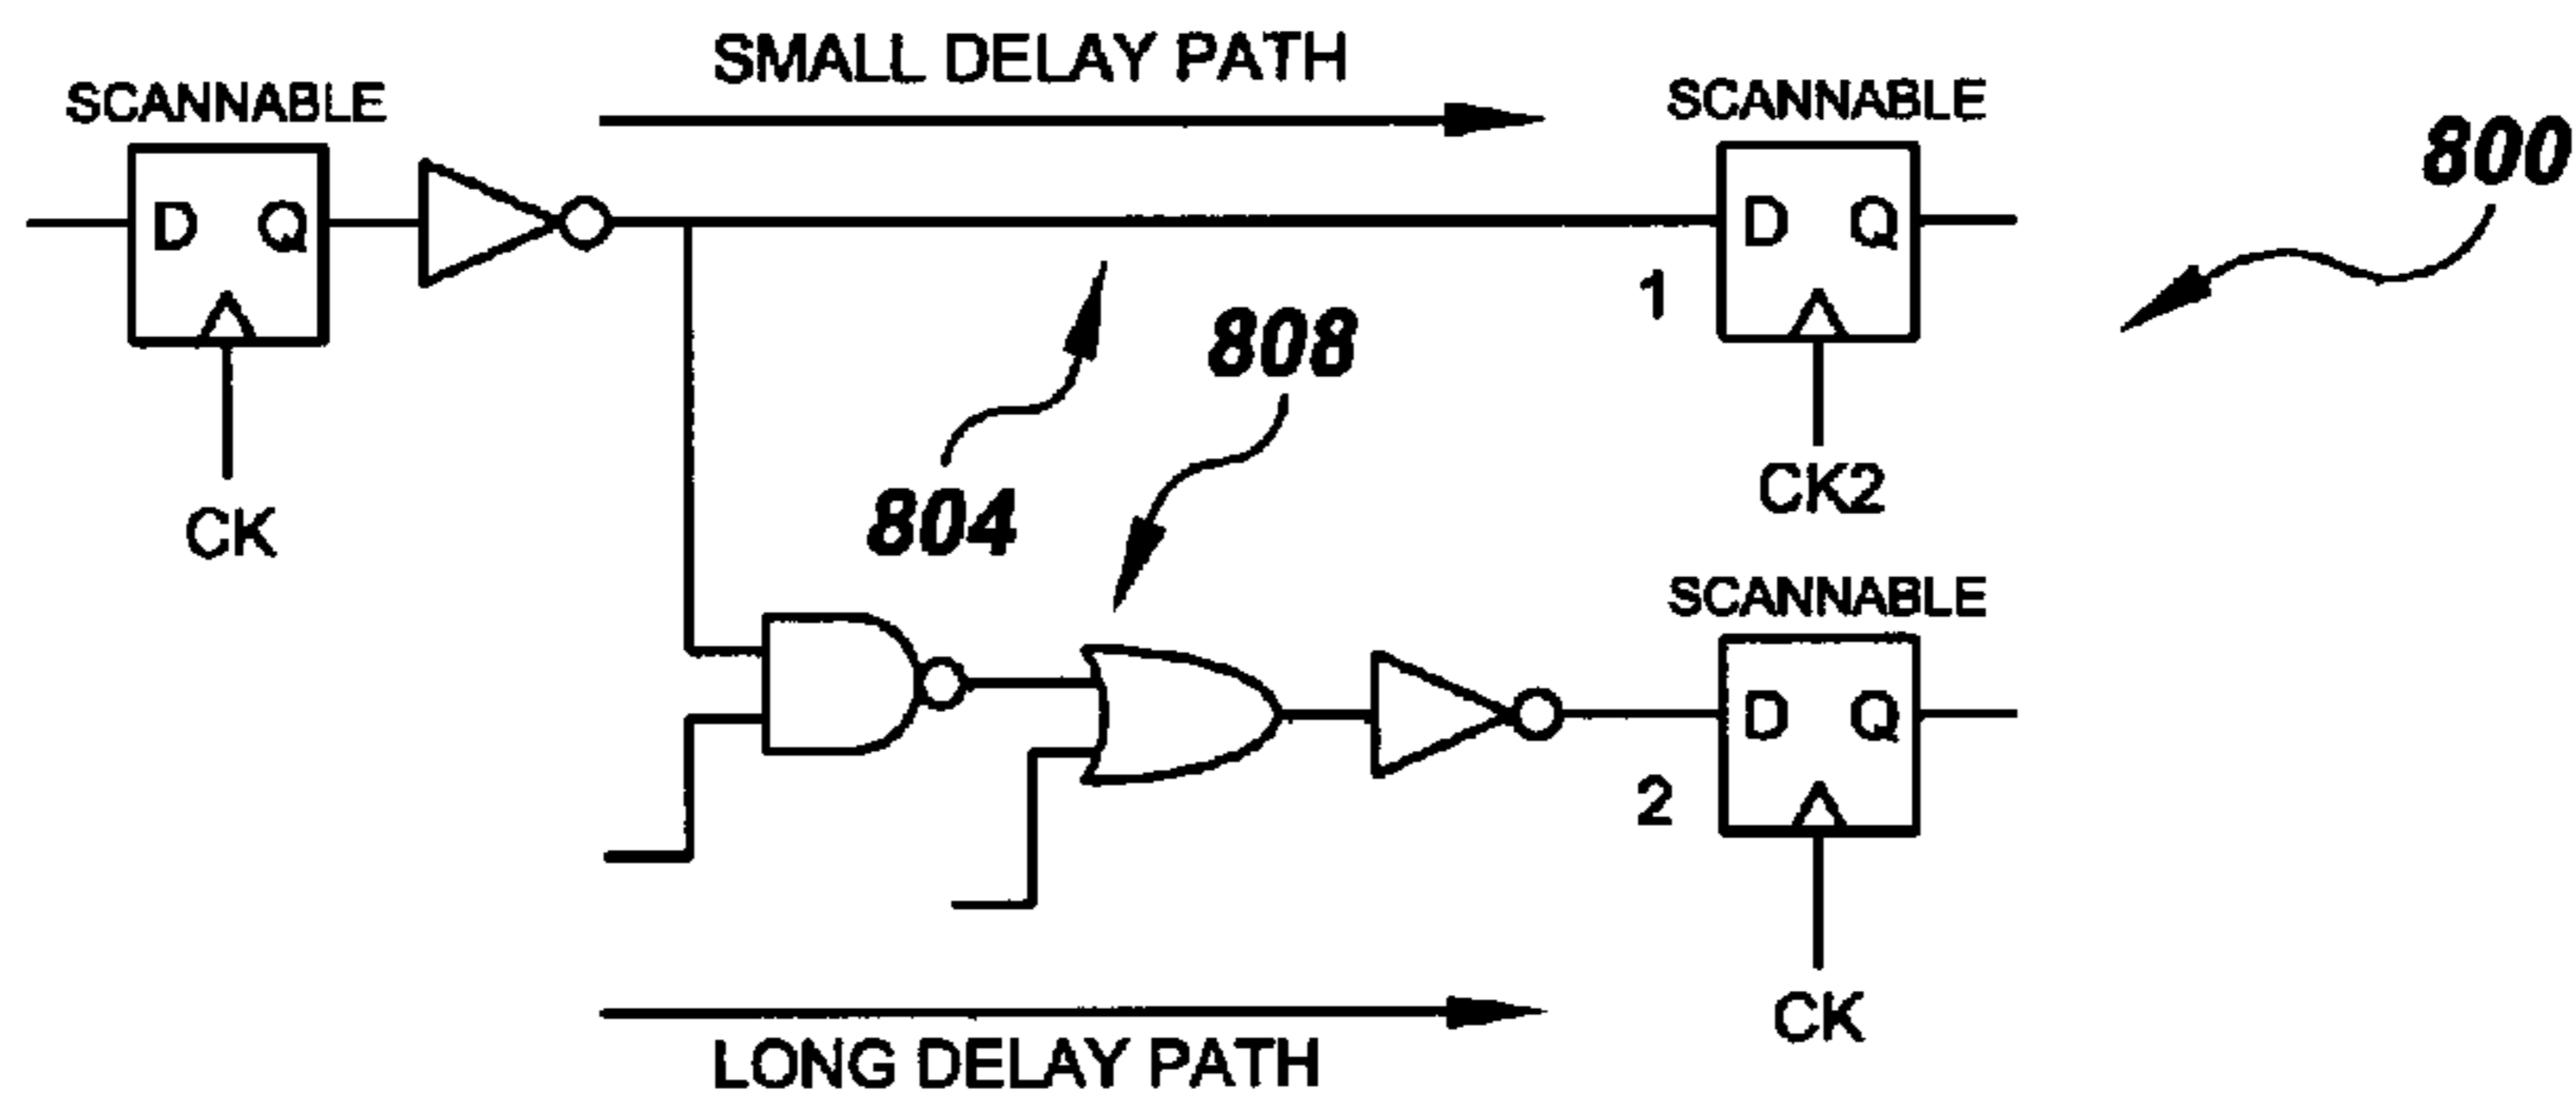 SMALL DELAY PATH
SCANNABLE
SCANNABLE
800
D Q
D Q
1
808
CK2
804
CK
SCANNABLE
D Q
2
CK
LONG DELAY PATH